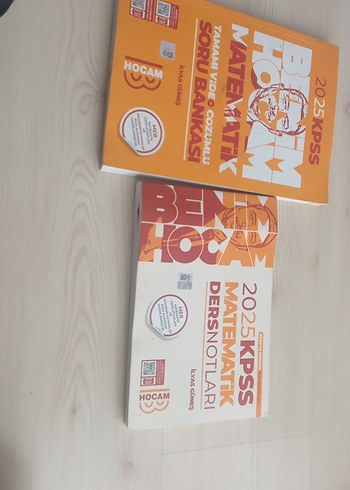 2025 KPSS
BENİM
HOCAM
MATEMATİK
TAMAMI VİDEO ÇÖZÜMLÜ
SORU BANKASI
İLYAS GÜNEŞ
HOCAM
BENİM
HOCAM
2025 KPSS
MATEMATİK
DERS NOTLARI
İLYAS GÜNEŞ
HOCAM